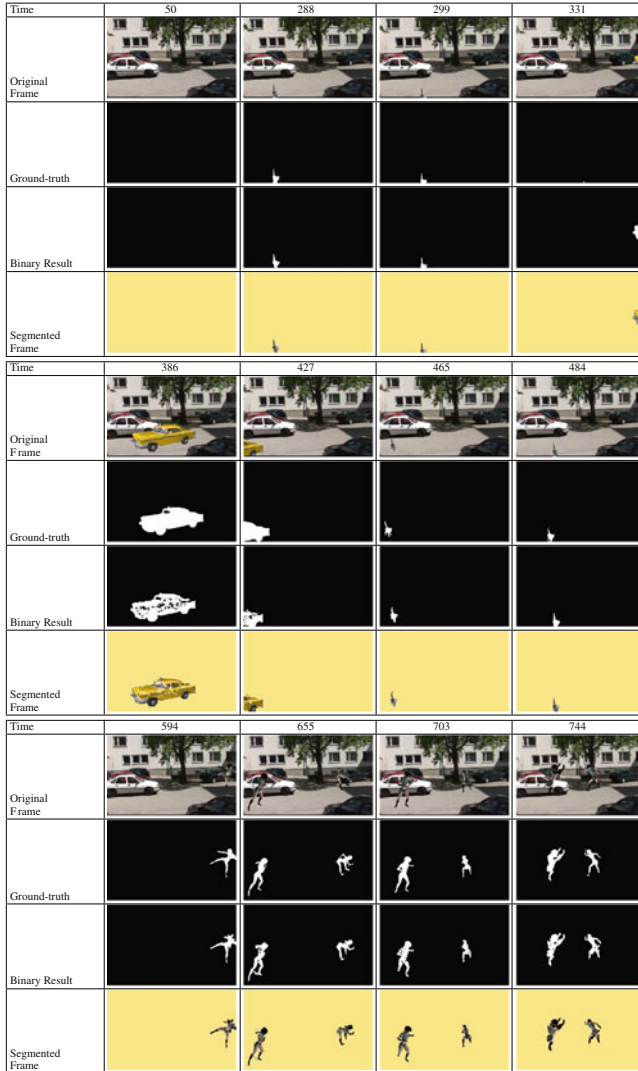 Time 50 288 299 331
Original
Frame
Ground-truth
Binary Result
Segmented
Frame
Time 386 427 465 484
Original
Frame
Ground-truth
Binary Result
Segmented
Frame
Time 594 655 703 744
Original
Frame
Ground-truth
Binary Result
Segmented
Frame